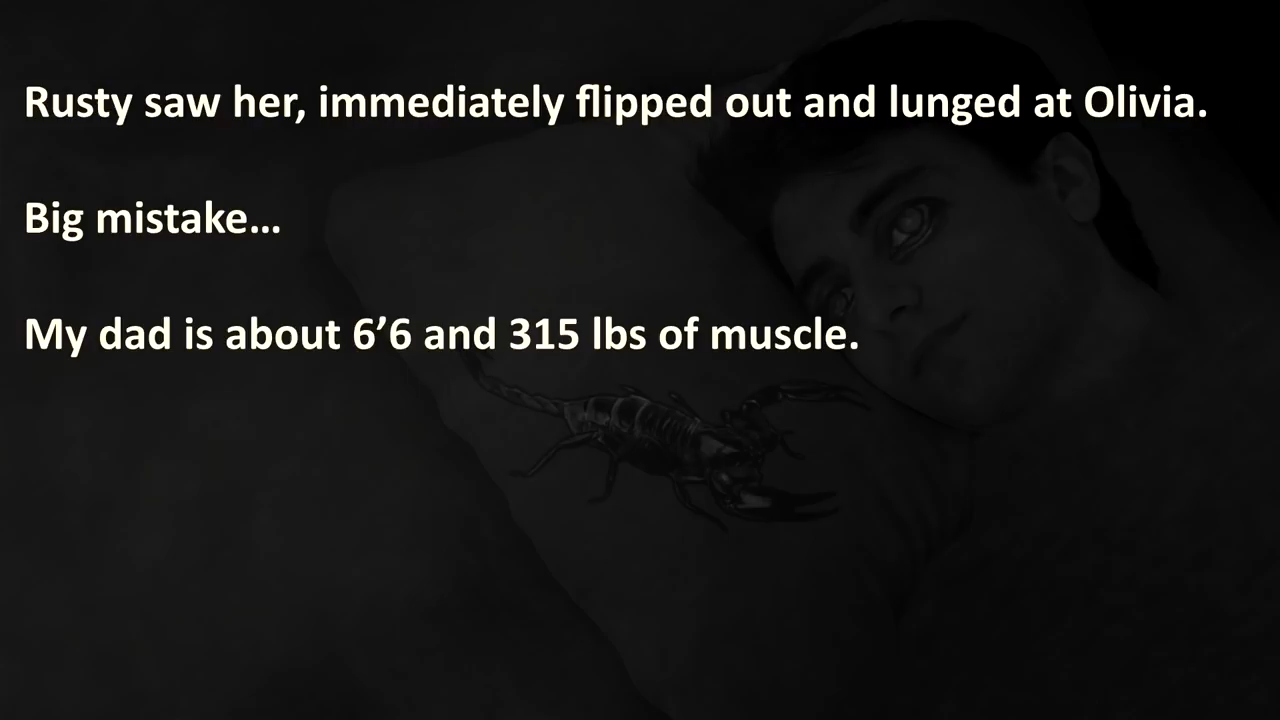 Rusty saw her, immediately flipped out and lunged at Olivia.
Big mistake…
My dad is about 6’6 and 315 lbs of muscle.